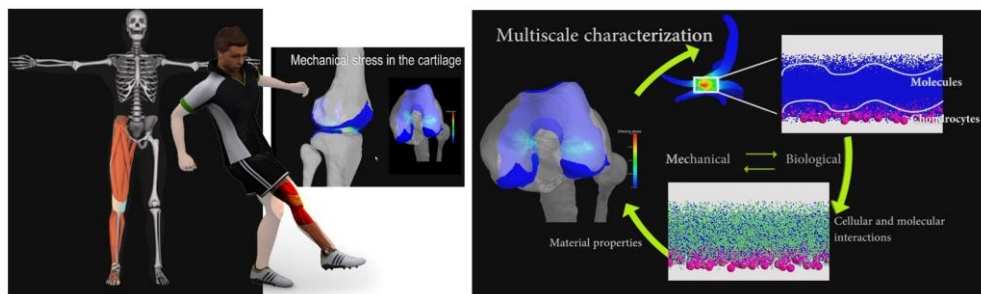 Mechanical stress in the cartilage
Multiscale characterization
Molecules
Chondrocytes
Mechanical
Biological
Cellular and molecular
interactions
Material properties